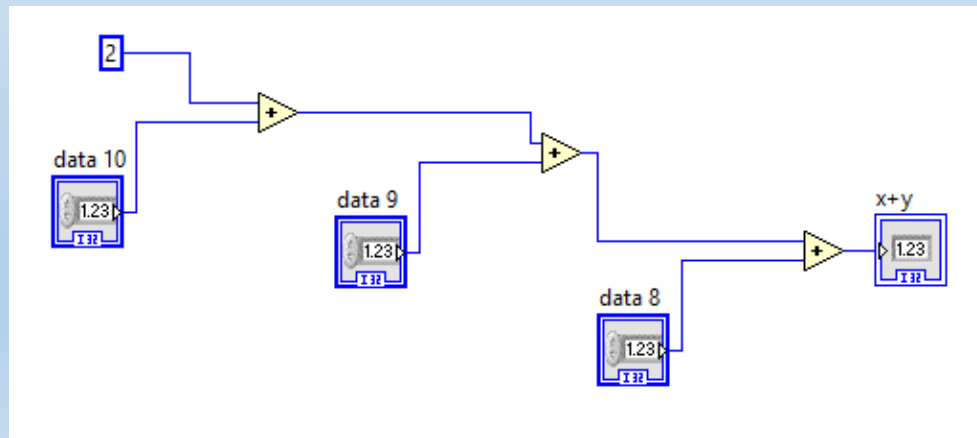 2
+
data 10
1.23
I32
+
data 9
1.23
I32
x+y
+
1.23
I32
data 8
1.23
I32